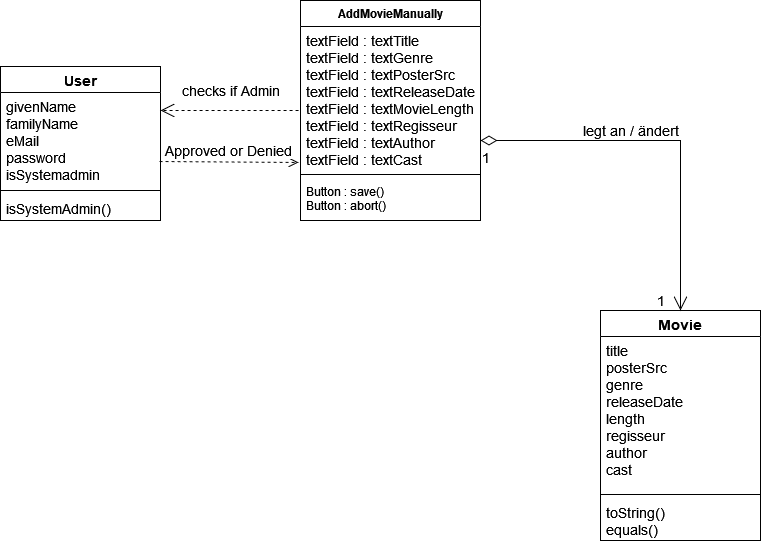 AddMovieManually
textField : textTitle
textField : textGenre
textField : textPosterSrc
textField : textReleaseDate
textField : textMovieLength
textField : textRegisseur
textField : textAuthor
textField : textCast
Button : save()
Button : abort()
User
givenName
familyName
eMail
password
isSystemadmin
isSystemAdmin()
checks if Admin
Approved or Denied
legt an / ändert
1
1
Movie
title
posterSrc
genre
releaseDate
length
regisseur
author
cast
toString()
equals()